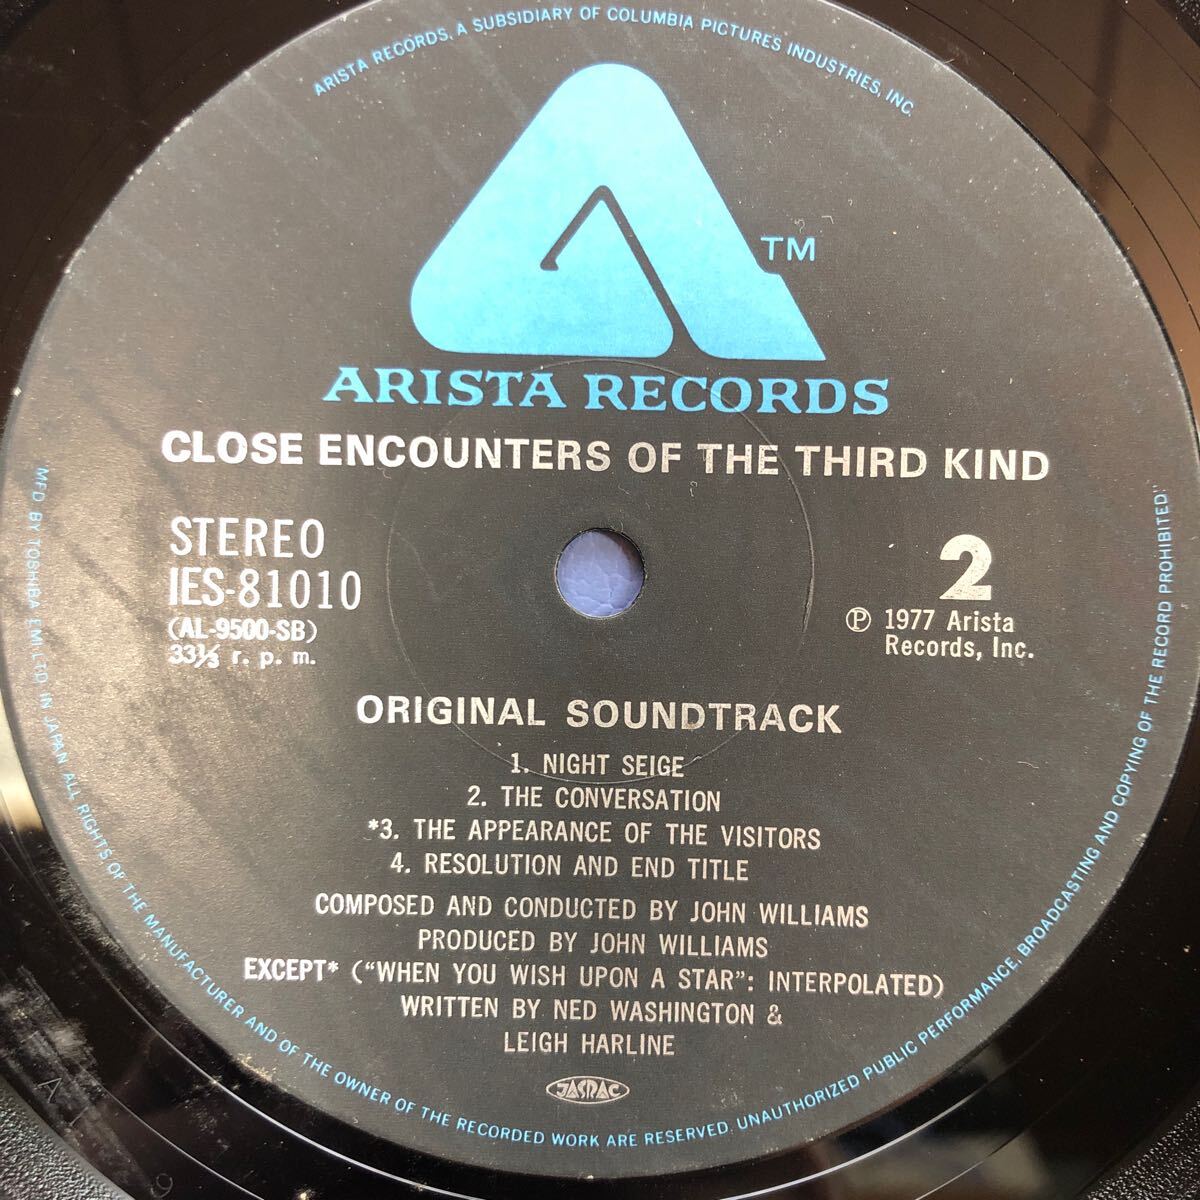 ARISTA RECORDS, A SUBSIDIARY OF COLUMBIA PICTURES INDUSTRIES, INC.
TM
ARISTA RECORDS
CLOSE ENCOUNTERS OF THE THIRD KIND
STEREO
IES-81010
(AL-9500-SB)
33⅓ r. p. m.
2
Ⓟ 1977 Arista
Records, Inc.
ORIGINAL SOUNDTRACK
1. NIGHT SEIGE
2. THE CONVERSATION
*3. THE APPEARANCE OF THE VISITORS
4. RESOLUTION AND END TITLE
COMPOSED AND CONDUCTED BY JOHN WILLIAMS
PRODUCED BY JOHN WILLIAMS
EXCEPT* (“WHEN YOU WISH UPON A STAR”: INTERPOLATED)
WRITTEN BY NED WASHINGTON &
LEIGH HARLINE
JASRAC
MFD BY TOSHIBA EMI LTD IN JAPAN ALL RIGHTS OF THE MANUFACTURER AND OF THE OWNER OF THE RECORDED WORK ARE RESERVED. UNAUTHORIZED PUBLIC PERFORMANCE, BROADCASTING AND COPYING OF THE RECORD PROHIBITED."
A
9